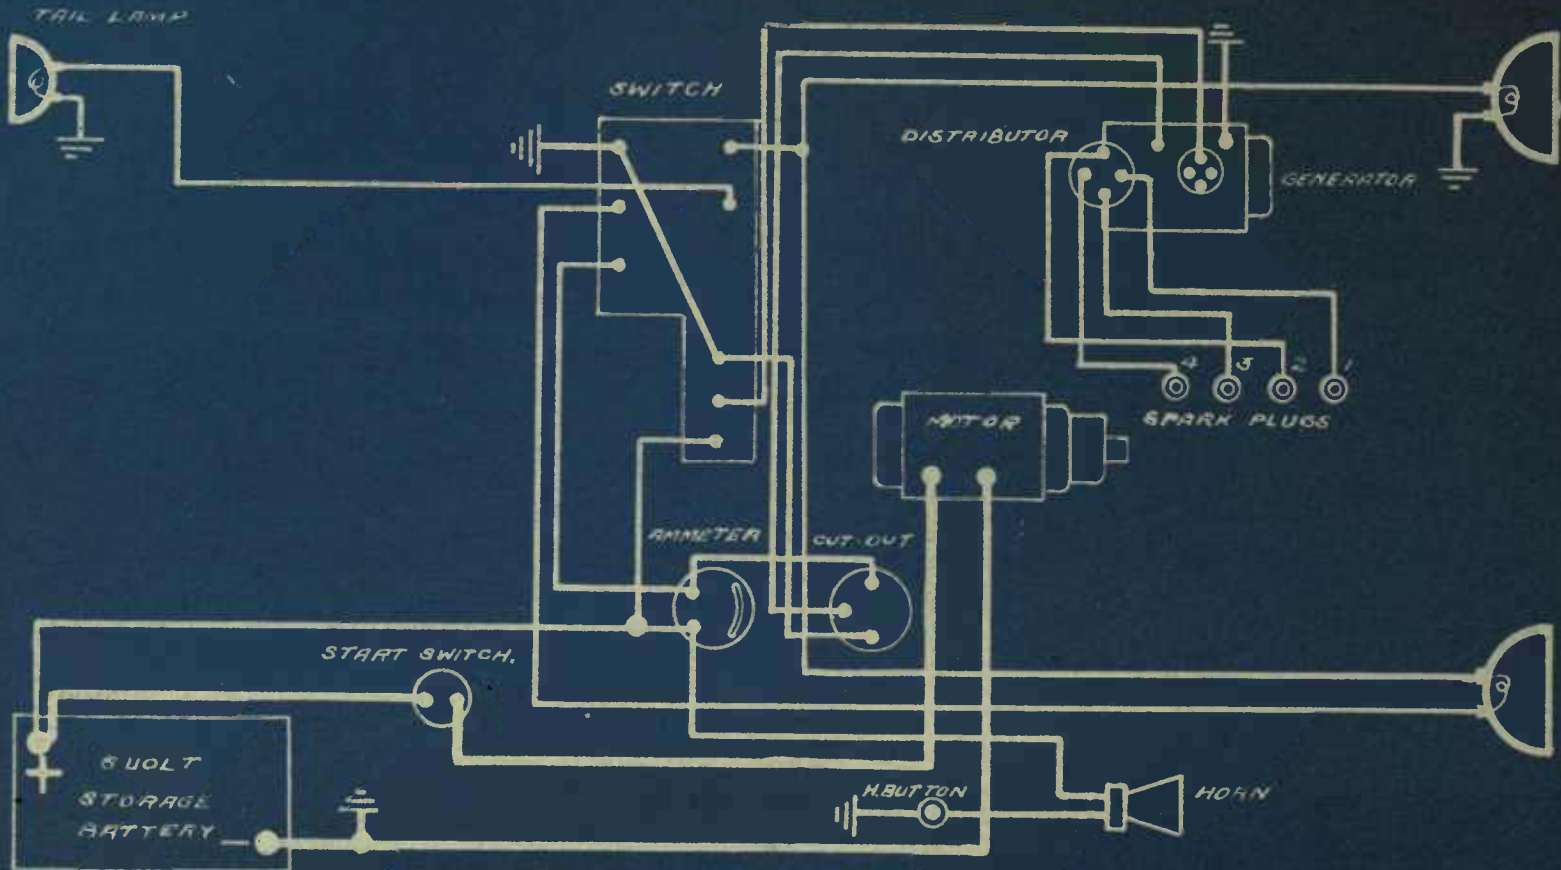 TAIL LAMP
SWITCH
DISTRIBUTOR
GENERATOR
4 3 2 1
SPARK PLUGS
MOTOR
AMMETER
CUT-OUT
START SWITCH.
+
6 VOLT
STORAGE
BATTERY -
H.BUTTON
HORN